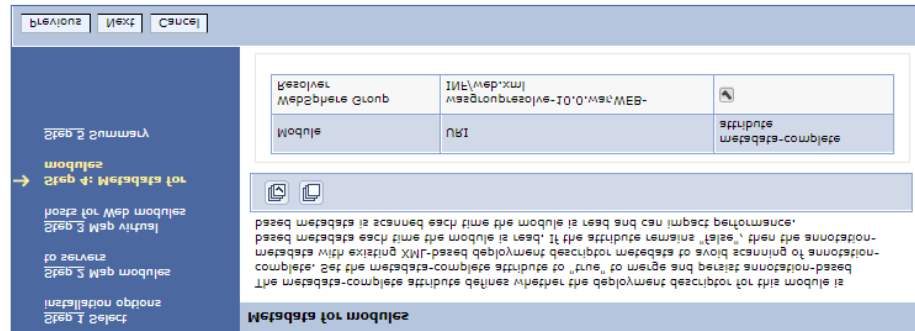 Step 1 Select
installation options
Step 2 Map modules
to servers
Step 3 Map virtual
hosts for Web modules
Step 4: Metadata for
modules
Step 5 Summary
Metadata for modules
The metadata-complete attribute defines whether the deployment descriptor for this module is
complete. Set the metadata-complete attribute to "true" to merge and persist annotation-based
metadata with existing XML-based deployment descriptor metedata to avoid scanning of annotation-
based metadata each time the module is read. If the attribute remains "false", then the annotation-
based metadata is scanned each time the module is read and can impact performance.
Module URI metadata-complete
attribute
WebSphere Group wasgroupresolve-10.0.war,WEB-
Resolver INF/web.xml
Previous Next Cancel